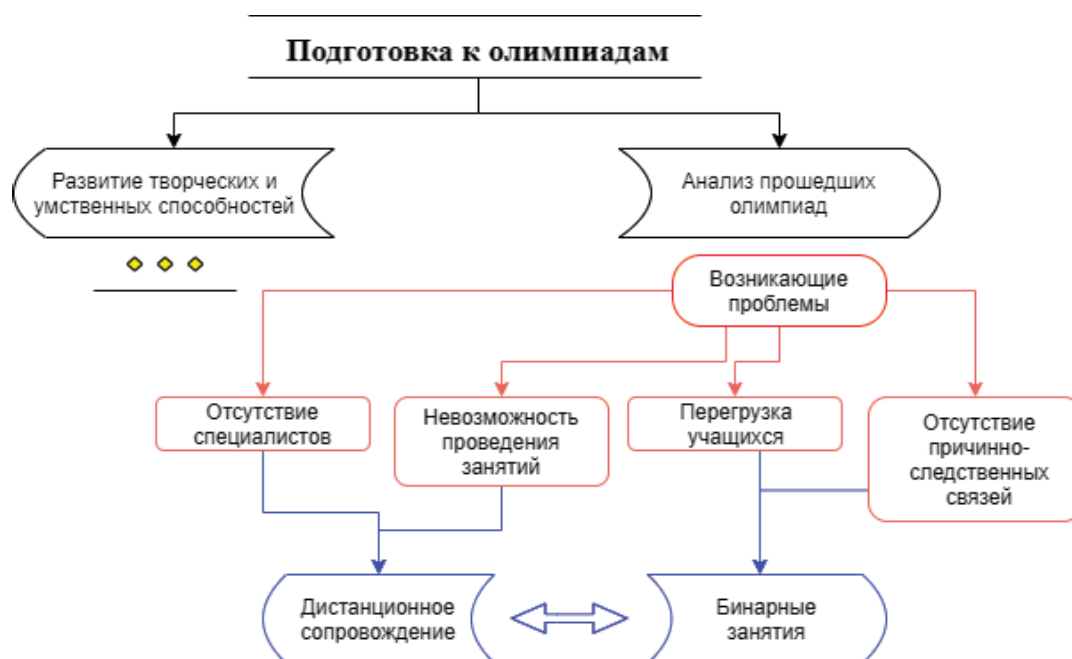 Подготовка к олимпиадам
Развитие творческих и
умственных способностей
Анализ прошедших
олимпиад
Возникающие
проблемы
Отсутствие
специалистов
Невозможность
проведения
занятий
Перегрузка
учащихся
Отсутствие
причинно-
следственных
связей
Дистанционное
сопровождение
Бинарные
занятия